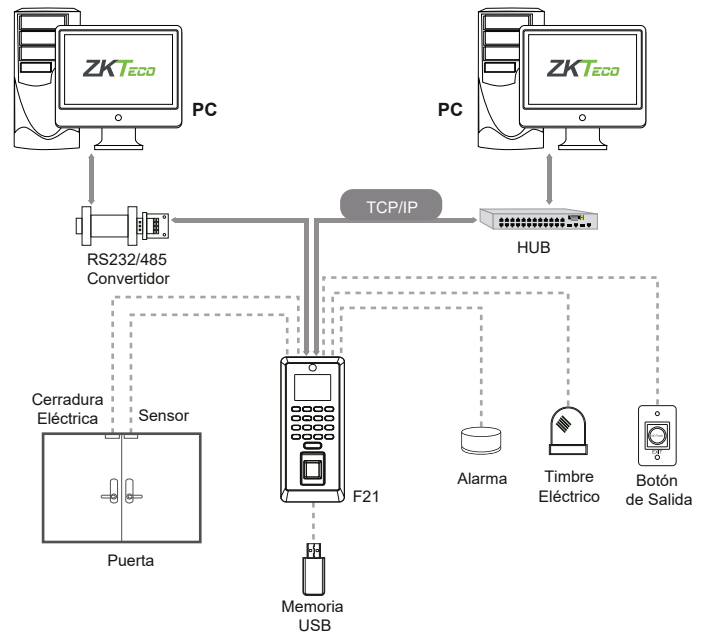 ZKTECO
ZKTECO
PC
PC
TCP/IP
RS232/485
Convertidor
HUB
Cerradura
Eléctrica
Sensor
Puerta
F21
Memoria
USB
Alarma
Timbre
Eléctrico
EXIT
Botón
de Salida